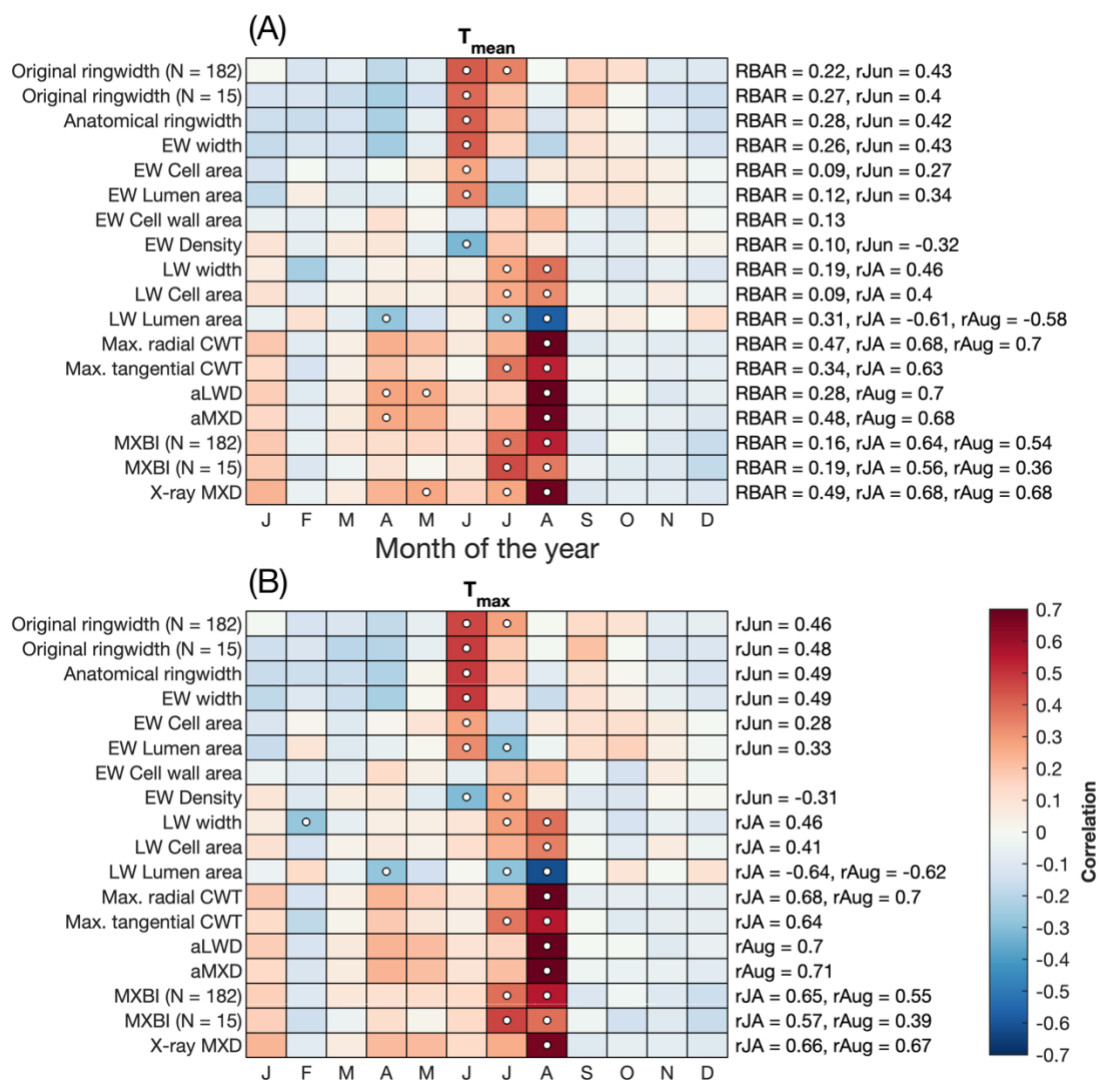 (A)
T mean
Original ringwidth (N = 182) RBAR = 0.22, rJun = 0.43
Original ringwidth (N = 15) RBAR = 0.27, rJun = 0.4
Anatomical ringwidth RBAR = 0.28, rJun = 0.42
EW width RBAR = 0.26, rJun = 0.43
EW Cell area RBAR = 0.09, rJun = 0.27
EW Lumen area RBAR = 0.12, rJun = 0.34
EW Cell wall area RBAR = 0.13
EW Density RBAR = 0.10, rJun = -0.32
LW width RBAR = 0.19, rJA = 0.46
LW Cell area RBAR = 0.09, rJA = 0.4
LW Lumen area RBAR = 0.31, rJA = -0.61, rAug = -0.58
Max. radial CWT RBAR = 0.47, rJA = 0.68, rAug = 0.7
Max. tangential CWT RBAR = 0.34, rJA = 0.63
aLWD RBAR = 0.28, rAug = 0.7
aMXD RBAR = 0.48, rAug = 0.68
MXBI (N = 182) RBAR = 0.16, rJA = 0.64, rAug = 0.54
MXBI (N = 15) RBAR = 0.19, rJA = 0.56, rAug = 0.36
X-ray MXD RBAR = 0.49, rJA = 0.68, rAug = 0.68
J F M A M J J A S O N D
Month of the year
(B)
T max
Original ringwidth (N = 182) rJun = 0.46
Original ringwidth (N = 15) rJun = 0.48
Anatomical ringwidth rJun = 0.49
EW width rJun = 0.49
EW Cell area rJun = 0.28
EW Lumen area rJun = 0.33
EW Cell wall area
EW Density rJun = -0.31
LW width rJA = 0.46
LW Cell area rJA = 0.41
LW Lumen area rJA = -0.64, rAug = -0.62
Max. radial CWT rJA = 0.68, rAug = 0.7
Max. tangential CWT rJA = 0.64
aLWD rAug = 0.7
aMXD rAug = 0.71
MXBI (N = 182) rJA = 0.65, rAug = 0.55
MXBI (N = 15) rJA = 0.57, rAug = 0.39
X-ray MXD rJA = 0.66, rAug = 0.67
J F M A M J J A S O N D
0.7
0.6
0.5
0.4
0.3
0.2
0.1
0
-0.1
-0.2
-0.3
-0.4
-0.5
-0.6
-0.7
Correlation